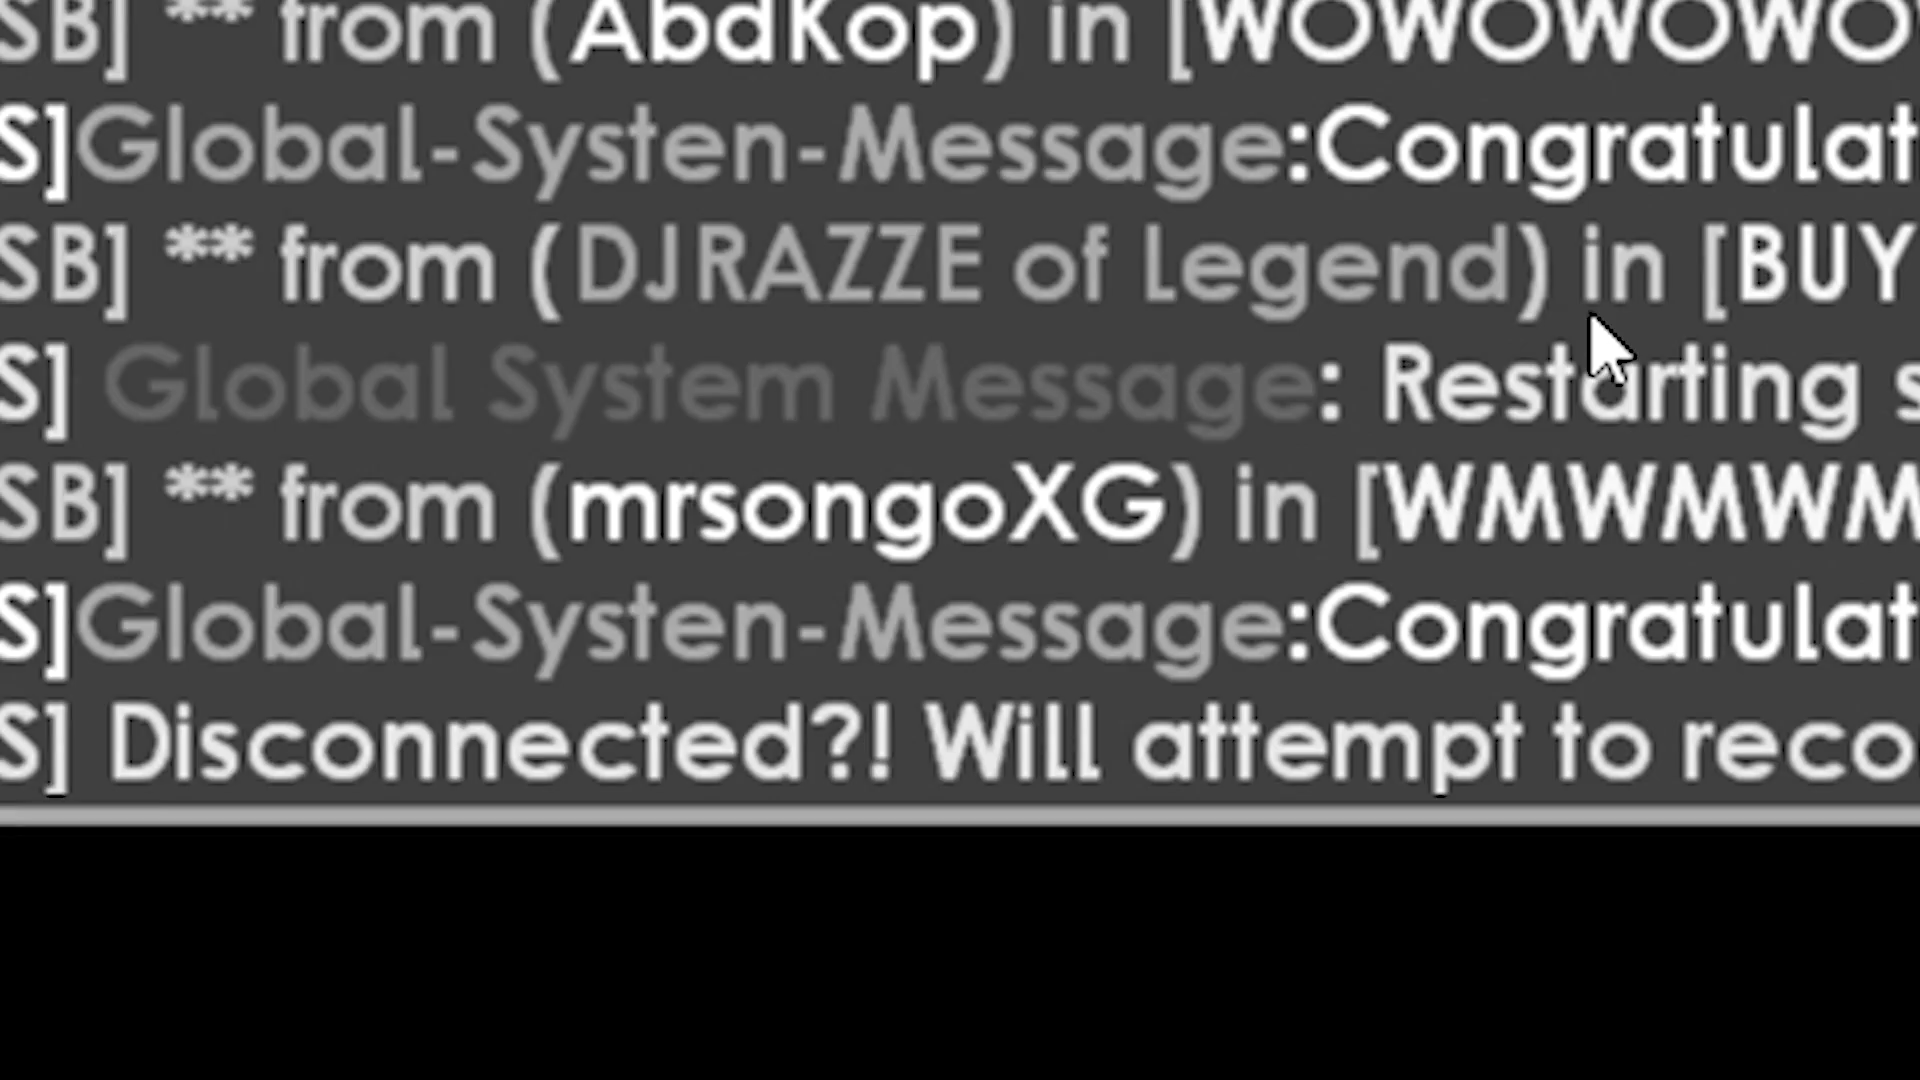 SB] ** from (AbdKop) in [WOWOWOWO
S]Global-Systen-Message:Congratulat
SB] ** from (DJRAZZE of Legend) in [BUY
S] Global System Message: Restarting s
SB] ** from (mrsongoXG) in [WMWMWM
S]Global-Systen-Message:Congratulat
S] Disconnected?! Will attempt to reco